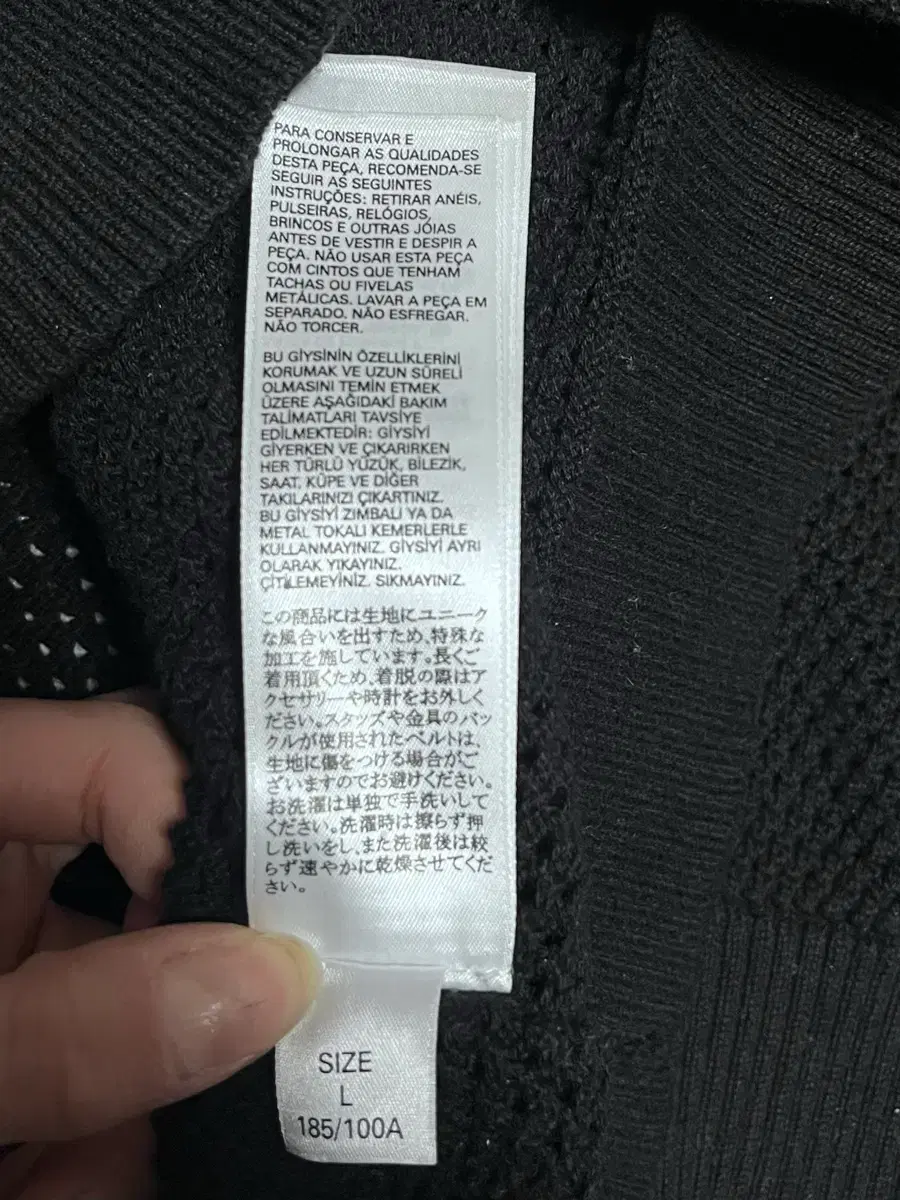 PARA CONSERVAR E
PROLONGAR AS QUALIDADES
DESTA PEÇA, RECOMENDA-SE
SEGUIR AS SEGUINTES
INSTRUÇÕES: RETIRAR ANÉIS,
PULSEIRAS, RELÓGIOS,
BRINCOS E OUTRAS JÓIAS
ANTES DE VESTIR E DESPIR A
PEÇA. NÃO USAR ESTA PEÇA
COM CINTOS QUE TENHAM
TACHAS OU FIVELAS
METÁLICAS. LAVAR A PEÇA EM
SEPARADO. NÃO ESFREGAR.
NÃO TORCER.
BU GİYSİNİN ÖZELLİKLERİNİ
KORUMAK VE UZUN SÜRELİ
OLMASINI TEMİN ETMEK
ÜZERE AŞAĞIDAKİ BAKIM
TALİMATLARI TAVSİYE
EDİLMEKTEDİR: GİYSİYİ
GİYERKEN VE ÇIKARIRKEN
HER TÜRLÜ YÜZÜK, BİLEZİK,
SAAT, KÜPE VE DİĞER
TAKILARINIZI ÇIKARTINIZ.
BU GİYSİYİ ZIMBALI YA DA
METAL TOKALI KEMERLERLE
KULLANMAYINIZ. GİYSİYİ AYRI
OLARAK YIKAYINIZ.
ÇİTİLEMEYİNİZ. SIKMAYINIZ.
この商品には生地にユニーク
な風合いを出すため、特殊な
加工を施しています。長くご
着用頂くため、着脱の際はア
クセサリーや時計をお外しく
ださい。スタッズや金具のバッ
クルが使用されたベルトは、
生地に傷をつける場合がご
ざいますのでお避けください。
お洗濯は単独で手洗いして
ください。洗濯時は擦らず押
し洗いをし、また洗濯後は絞
らず速やかに乾燥させてくだ
さい。
SIZE
L
185/100A